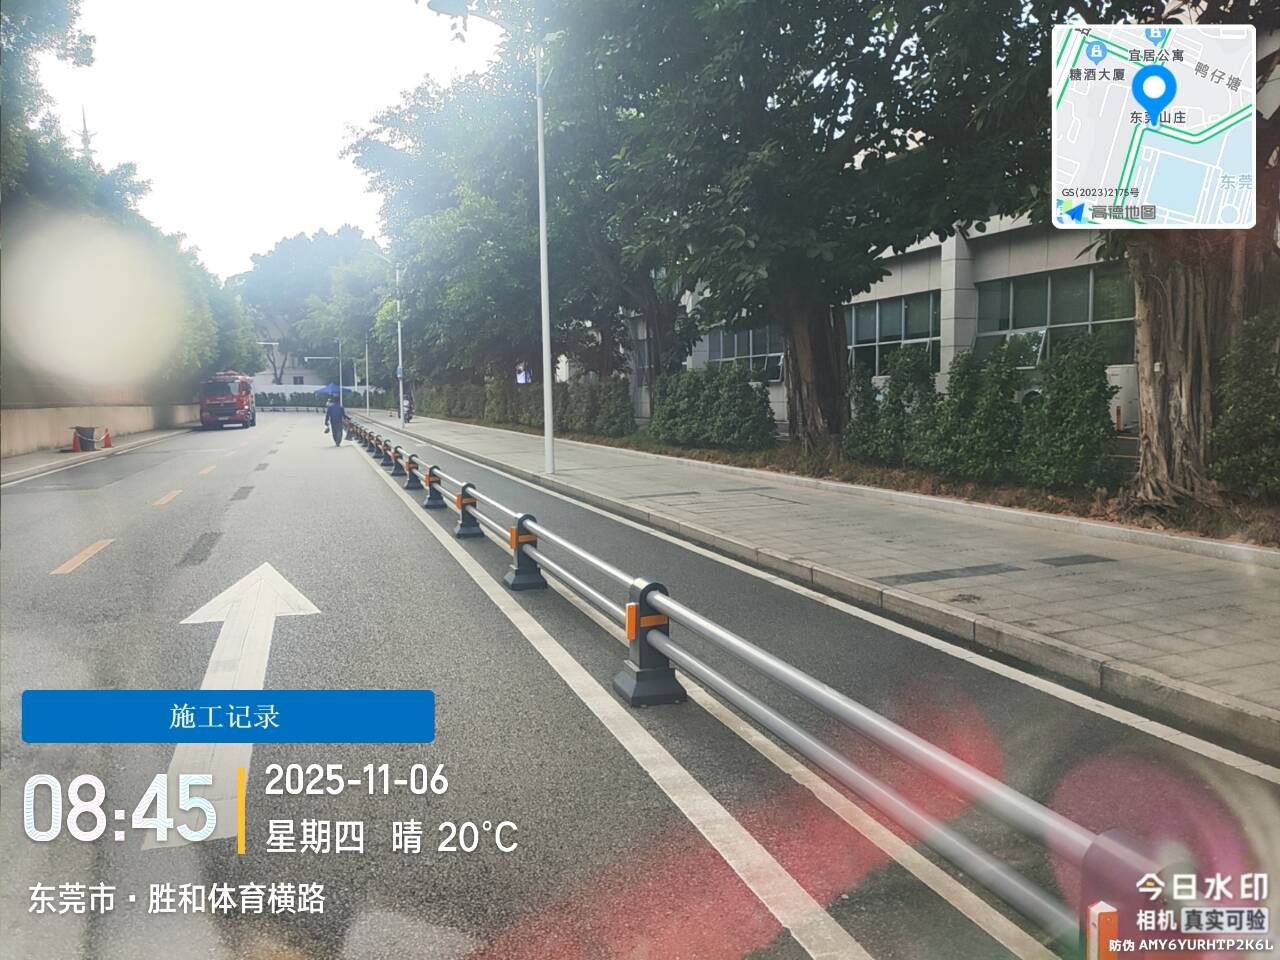 宜居公寓
糖酒大厦
鸭仔塘
东莞山庄
东莞
GS(2023)2175号
高德地图
施工记录
08:45
2025-11-06
星期四 晴 20°C
东莞市·胜和体育横路
今日水印
相机 真实可验
防伪 AMY6YURHTP2K6L